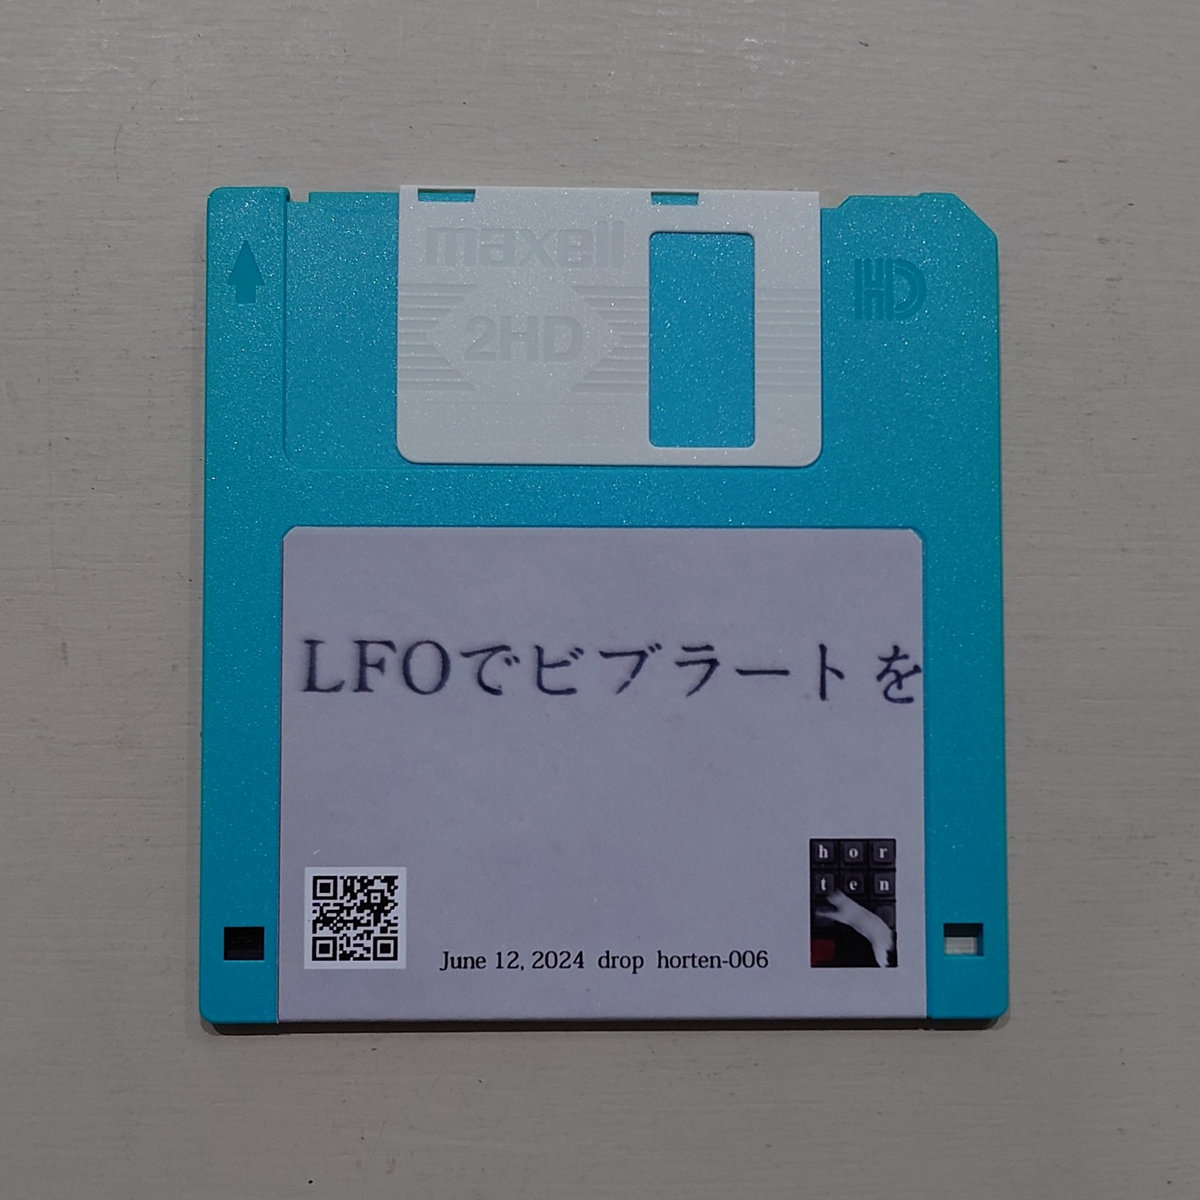 maxell
2HD
HD
LFOでビブラートを
hor
ten
June 12, 2024 drop horten-006